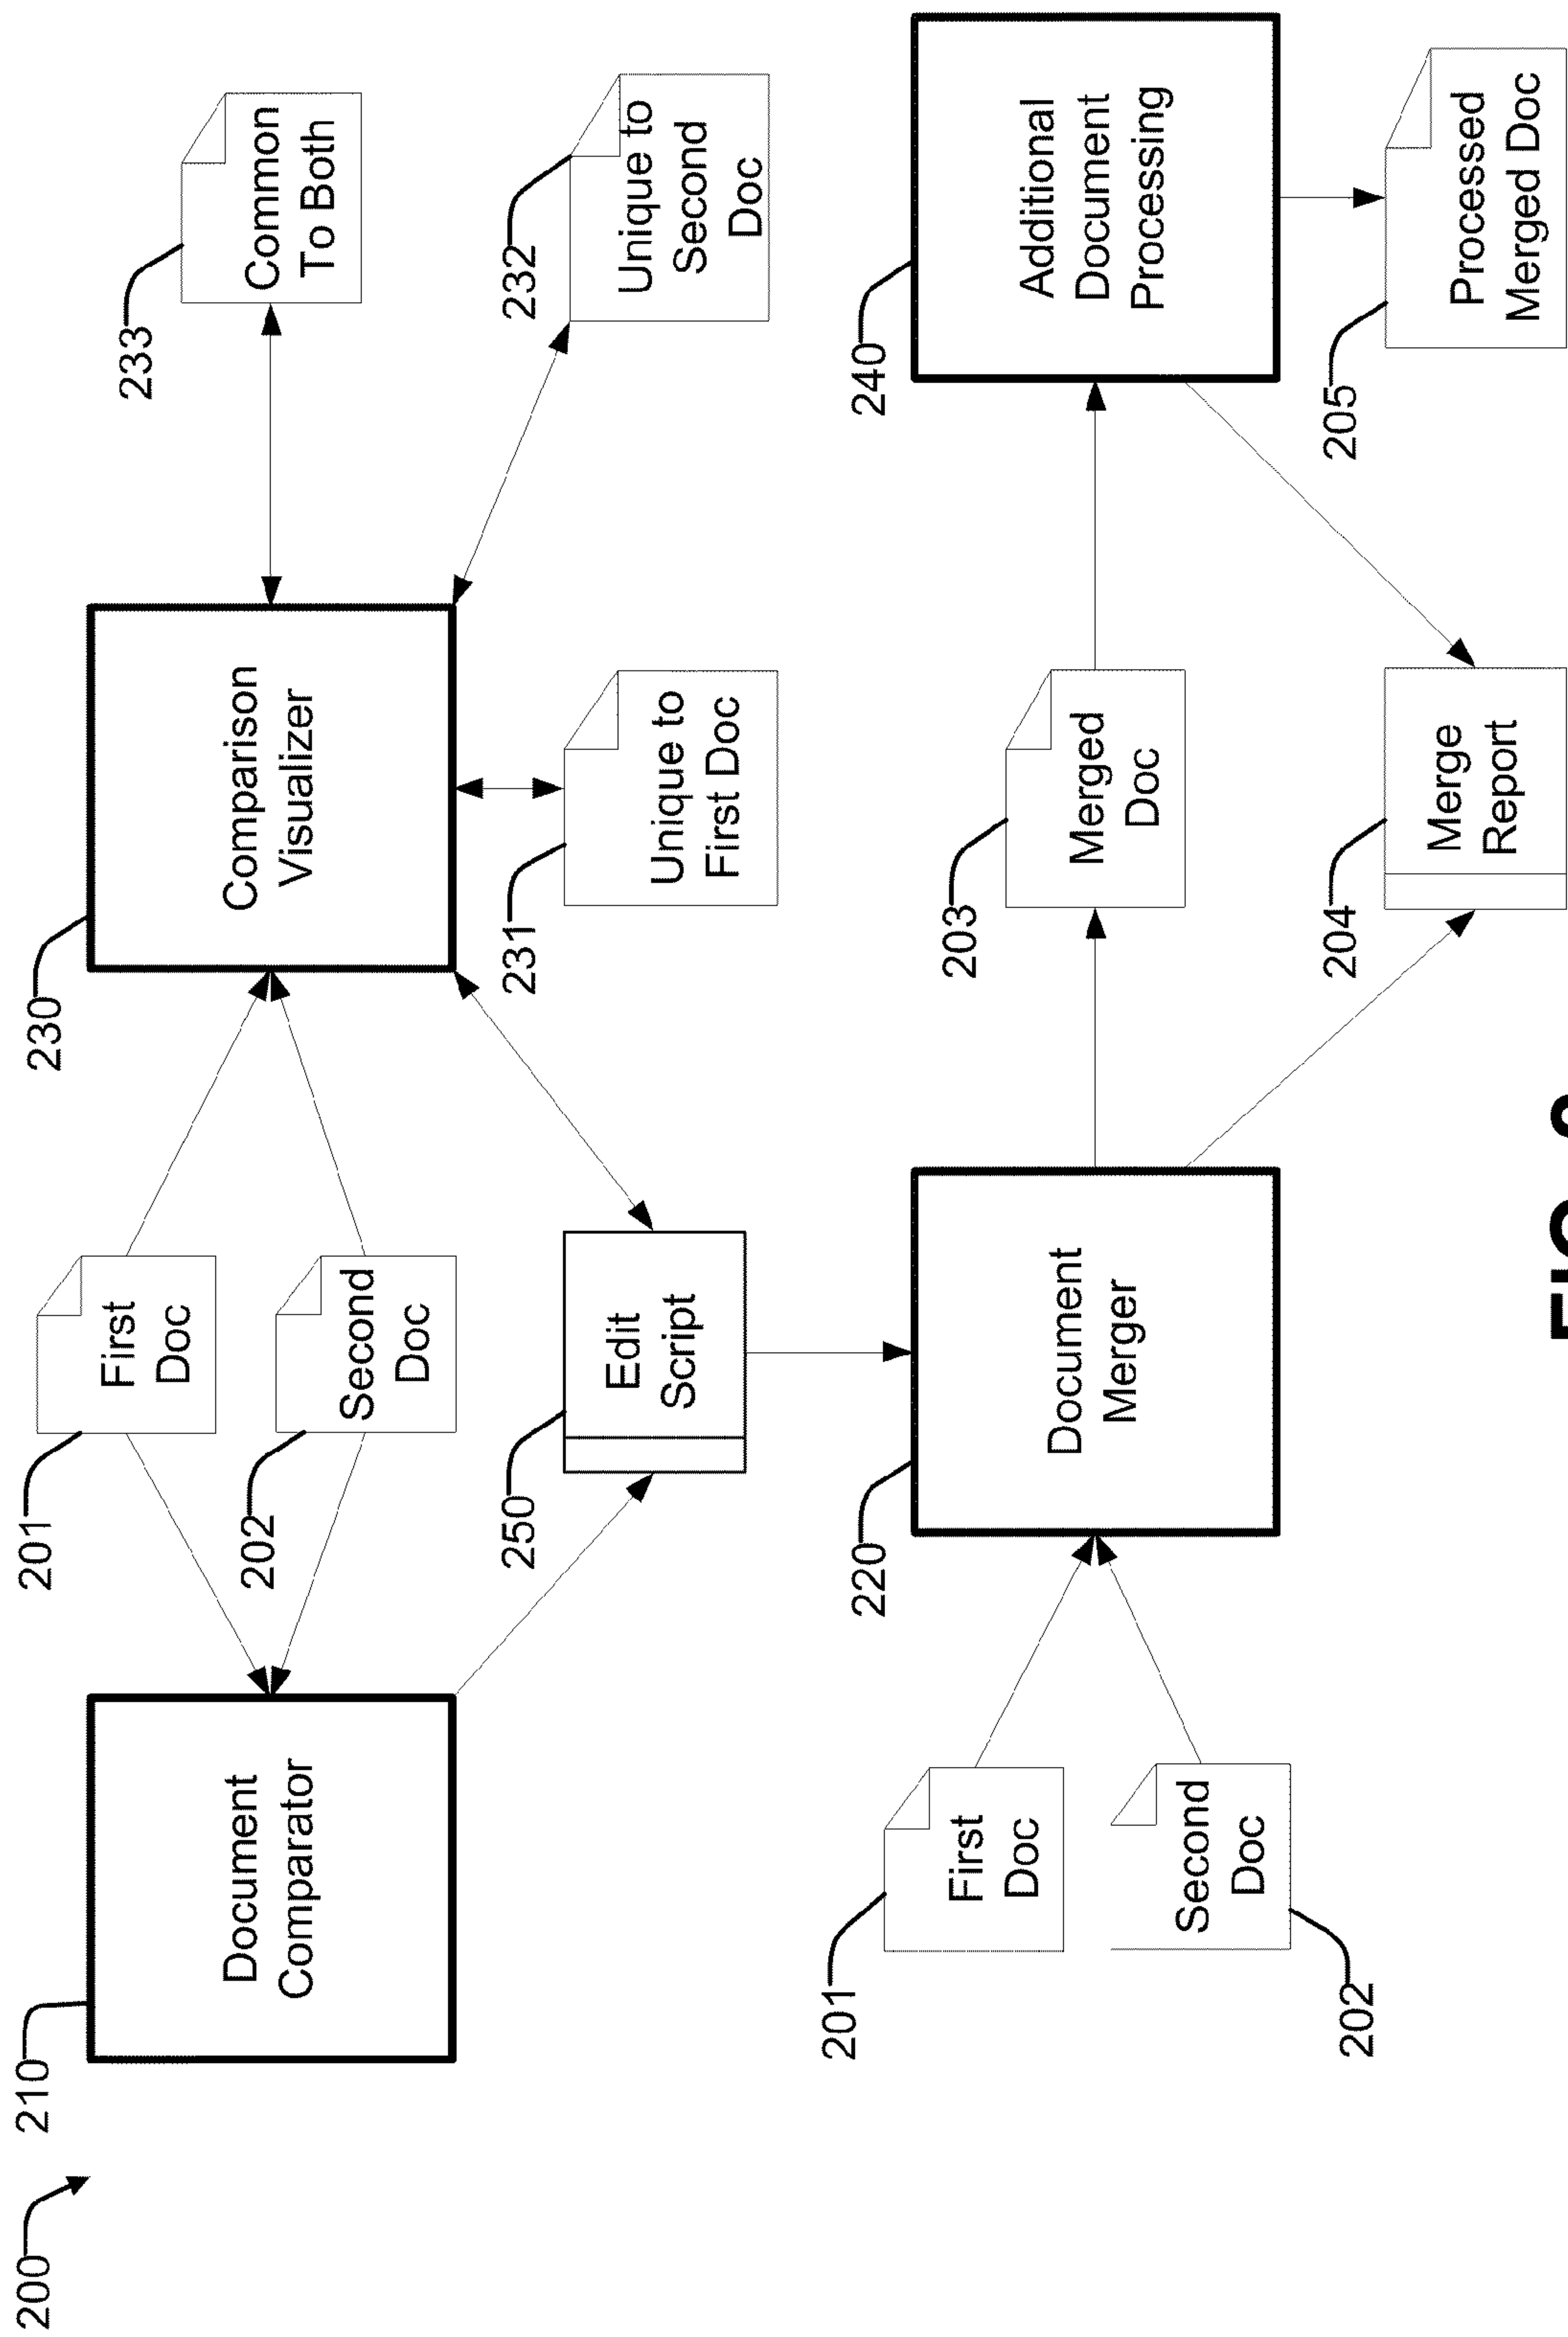 200
210
Document
Comparator
201
First
Doc
202
Second
Doc
230
Comparison
Visualizer
233
Common
To Both
250
Edit
Script
231
Unique to
First Doc
232
Unique to
Second
Doc
201
First
Doc
Second
Doc
202
220
Document
Merger
203
Merged
Doc
204
Merge
Report
240
Additional
Document
Processing
205
Processed
Merged Doc
FIG.